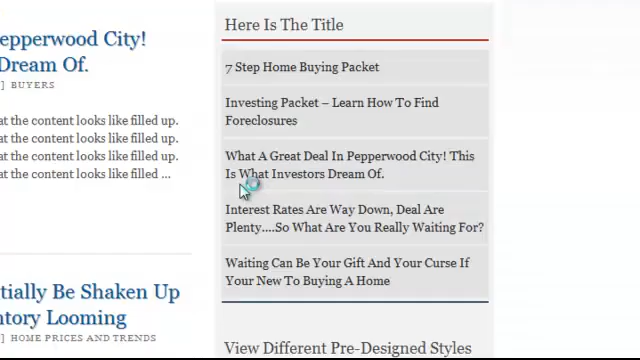 Here Is The Title
7 Step Home Buying Packet
Investing Packet – Learn How To Find
Foreclosures
What A Great Deal In Pepperwood City! This
Is What Investors Dream Of.
Interest Rates Are Way Down, Deal Are
Plenty....So What Are You Really Waiting For?
Waiting Can Be Your Gift And Your Curse If
Your New To Buying A Home
View Different Pre-Designed Styles
epperwood City!
Dream Of.
] BUYERS
at the content looks like filled up.
at the content looks like filled up.
at the content looks like filled up.
at the content looks like filled ...
tially Be Shaken Up
ntory Looming
] HOME PRICES AND TRENDS